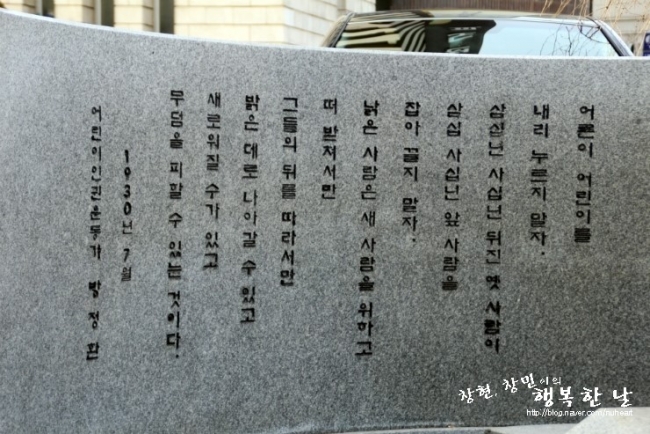 어른이 어린이를
내리 누르지 말자.
삼십년 사십년 뒤진 옛 사람이
삼십 사십년 앞 사람을
잡아 끌지 말자.
낡은 사람은 새 사람을 위하고
떠 받쳐서만
그들의 뒤를 따라서만
밝은 데로 나아갈 수 있고
새로워질 수가 있고
무덤을 피할 수 있는 것이다.
1930년 7월
어린이인권운동가 방정환
창현, 창민이의
행복한 날
http://blog.naver.com/nuheart